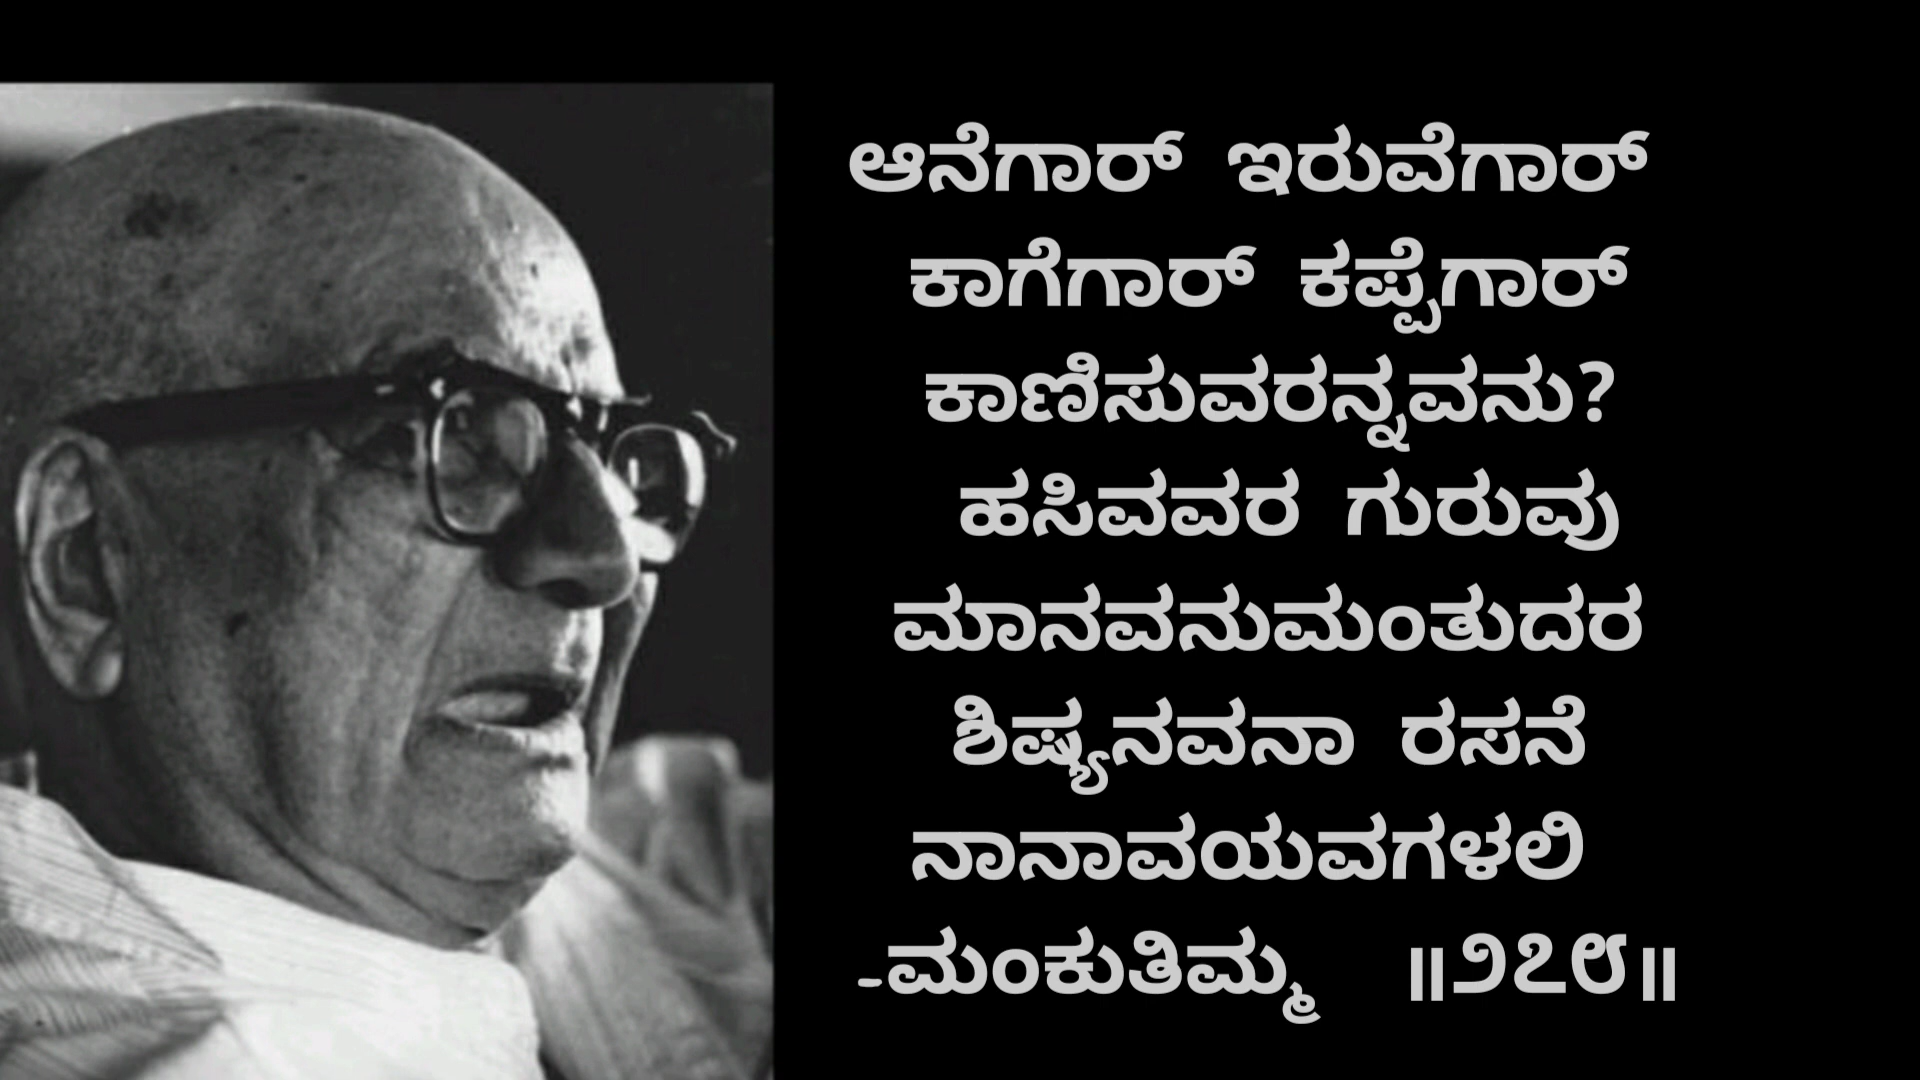 ಆನೆಗಾರ್ ಇರುವೆಗಾರ್
ಕಾಗೆಗಾರ್ ಕಪ್ಪೆಗಾರ್
ಕಾಣಿಸುವರನ್ನವನು?
ಹಸಿವವರ ಗುರುವು
ಮಾನವನುಮಂತುದರ
ಶಿಷ್ಯನವನಾ ರಸನೆ
ನಾನಾವಯವಗಳಲಿ
-ಮಂಕುತಿಮ್ಮ ॥೨೭೮॥